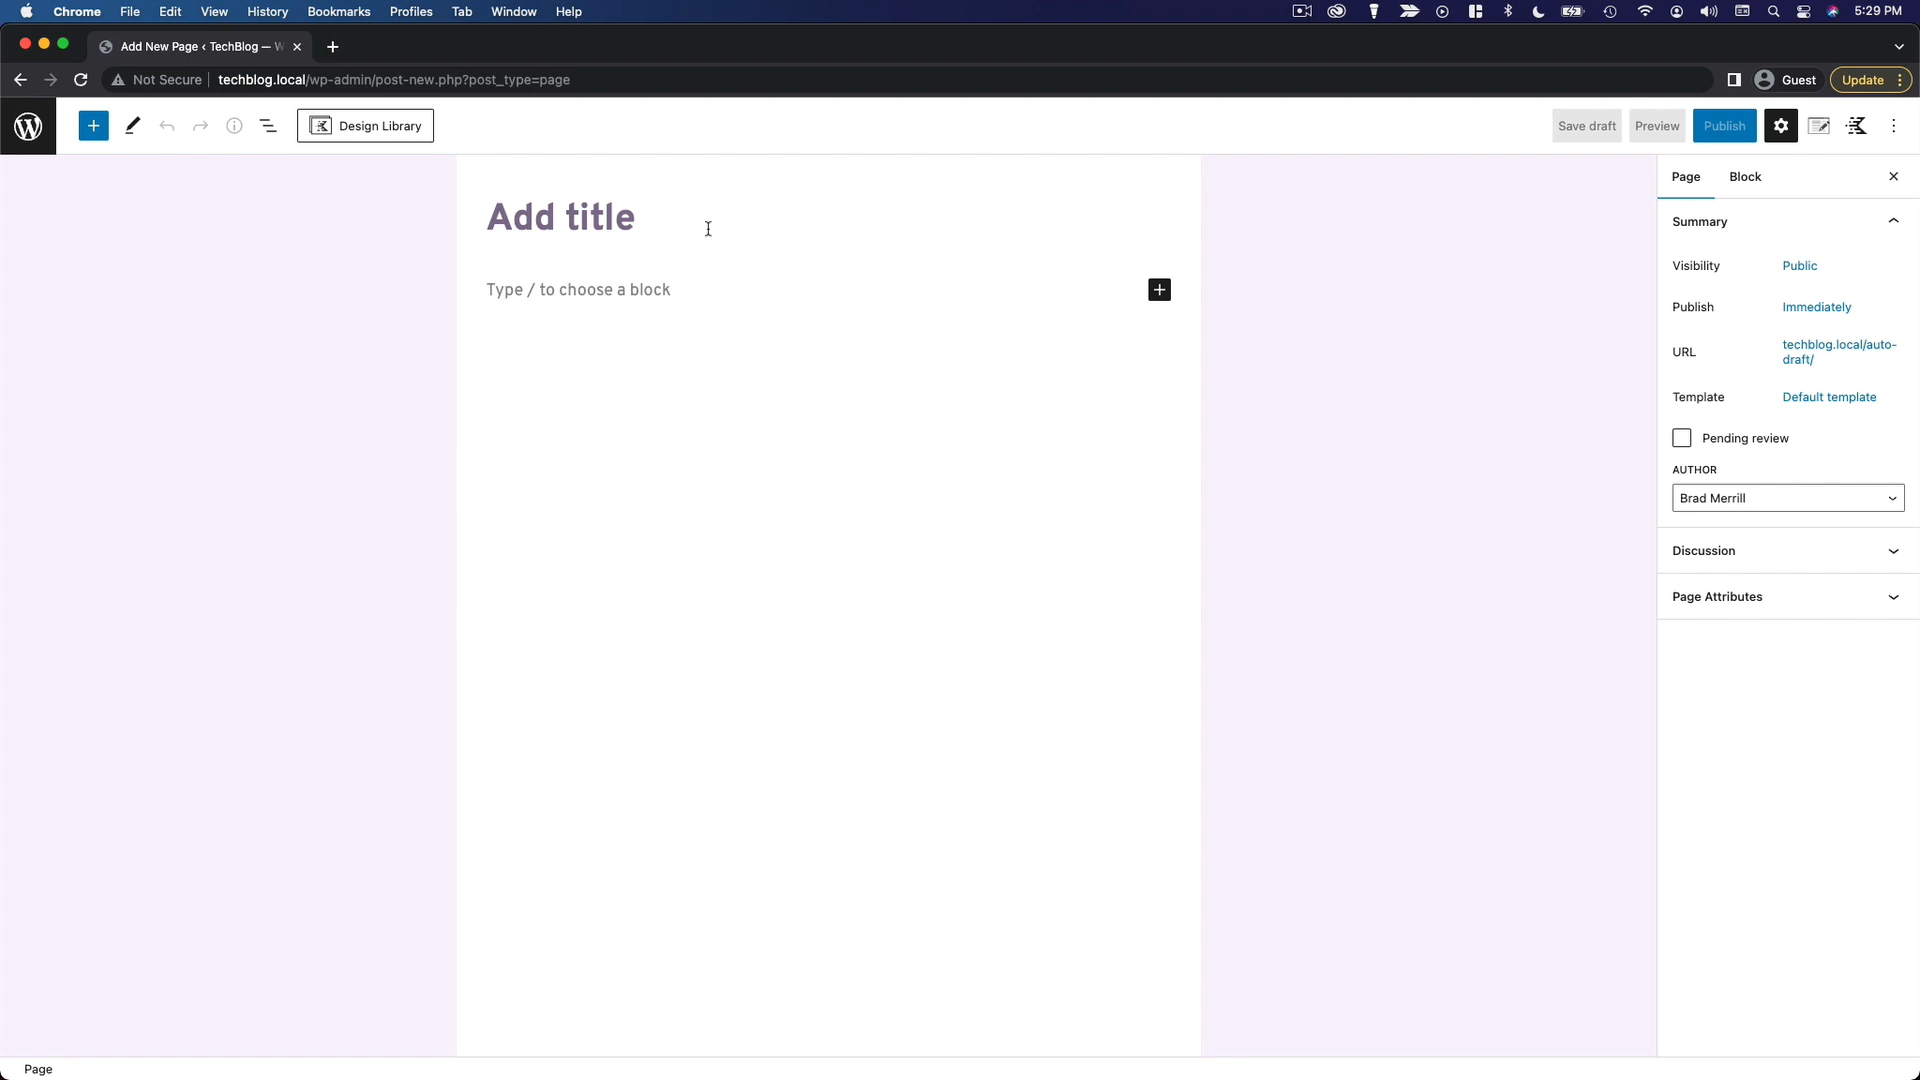 Chrome File Edit View History Bookmarks Profiles Tab Window Help 5:29 PM
Add New Page ‹ TechBlog — W
Not Secure techblog.local/wp-admin/post-new.php?post_type=page Guest Update
Design Library Save draft Preview Publish
Page Block
Add title
Summary
Visibility Public
Type / to choose a block
Publish Immediately
URL techblog.local/auto-
draft/
Template Default template
Pending review
AUTHOR
Brad Merrill
Discussion
Page Attributes
Page